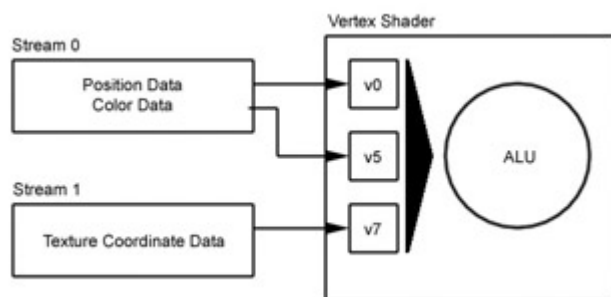 Vertex Shader
Stream 0
Position Data
Color Data
v0
v5
ALU
Stream 1
Texture Coordinate Data
v7